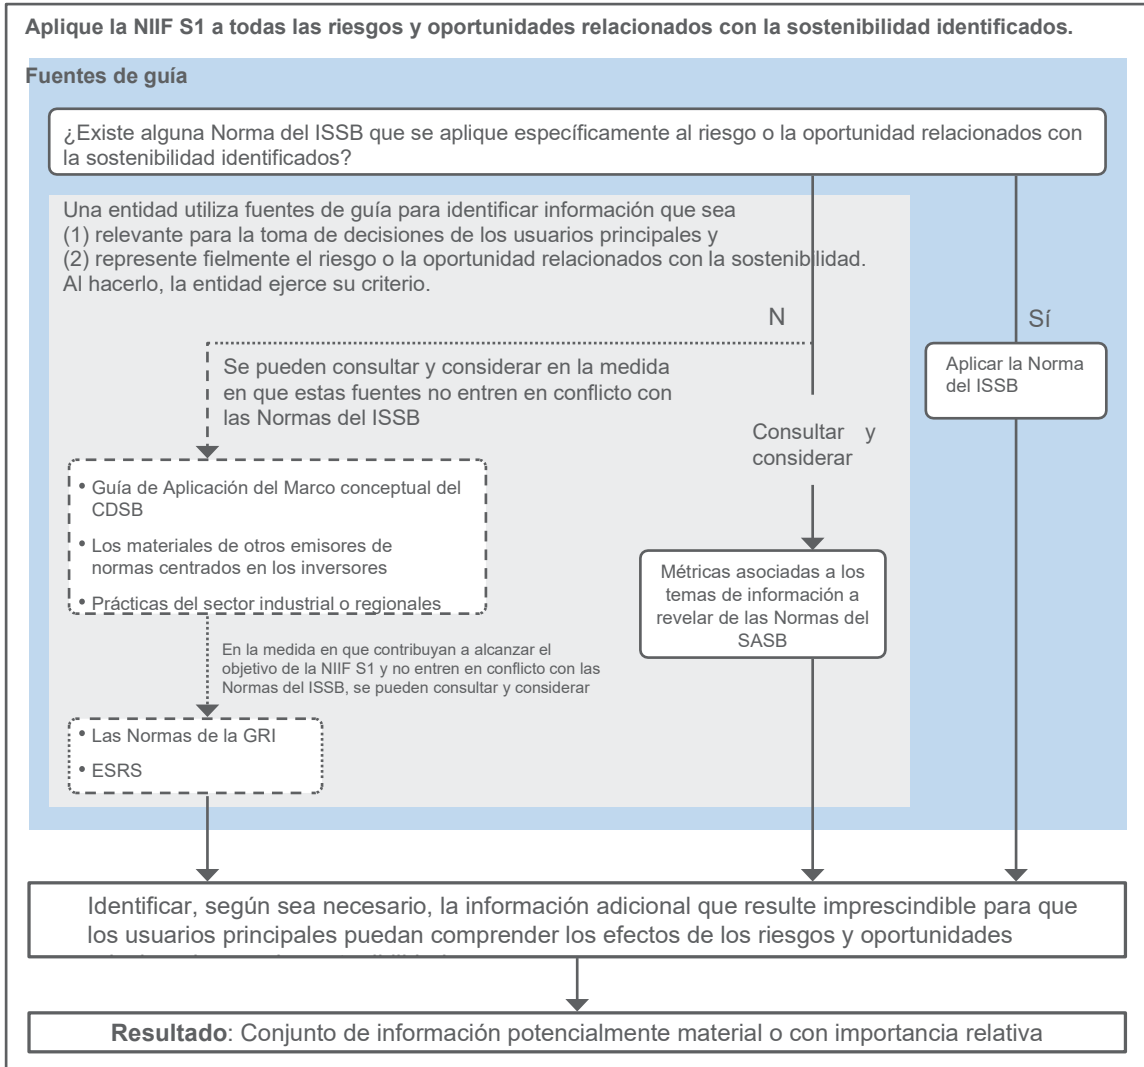 Aplique la NIIF S1 a todas las riesgos y oportunidades relacionados con la sostenibilidad identificados.
Fuentes de guía
¿Existe alguna Norma del ISSB que se aplique específicamente al riesgo o la oportunidad relacionados con
la sostenibilidad identificados?
Una entidad utiliza fuentes de guía para identificar información que sea
(1) relevante para la toma de decisiones de los usuarios principales y
(2) represente fielmente el riesgo o la oportunidad relacionados con la sostenibilidad.
Al hacerlo, la entidad ejerce su criterio.
N
Sí
Se pueden consultar y considerar en la medida
en que estas fuentes no entren en conflicto con
las Normas del ISSB
Aplicar la Norma
del ISSB
Consultar y
considerar
• Guía de Aplicación del Marco conceptual del
CDSB
• Los materiales de otros emisores de
normas centrados en los inversores
• Prácticas del sector industrial o regionales
Métricas asociadas a los
temas de información a
revelar de las Normas del
SASB
En la medida en que contribuyan a alcanzar el
objetivo de la NIIF S1 y no entren en conflicto con las
Normas del ISSB, se pueden consultar y considerar
• Las Normas de la GRI
• ESRS
Identificar, según sea necesario, la información adicional que resulte imprescindible para que
los usuarios principales puedan comprender los efectos de los riesgos y oportunidades
Resultado: Conjunto de información potencialmente material o con importancia relativa